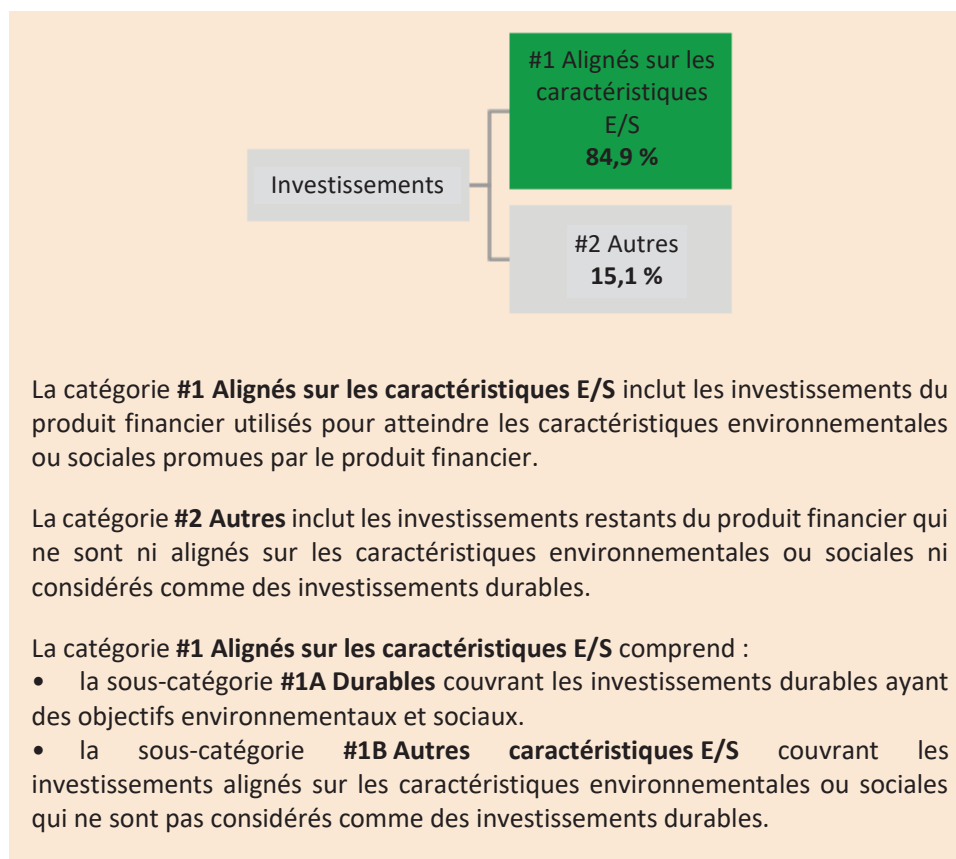 #1 Alignés sur les
caractéristiques
E/S
84,9 %
Investissements
#2 Autres
15,1 %
La catégorie #1 Alignés sur les caractéristiques E/S inclut les investissements du
produit financier utilisés pour atteindre les caractéristiques environnementales
ou sociales promues par le produit financier.
La catégorie #2 Autres inclut les investissements restants du produit financier qui
ne sont ni alignés sur les caractéristiques environnementales ou sociales ni
considérés comme des investissements durables.
La catégorie #1 Alignés sur les caractéristiques E/S comprend :
• la sous-catégorie #1A Durables couvrant les investissements durables ayant
des objectifs environnementaux et sociaux.
• la sous-catégorie #1B Autres caractéristiques E/S couvrant les
investissements alignés sur les caractéristiques environnementales ou sociales
qui ne sont pas considérés comme des investissements durables.